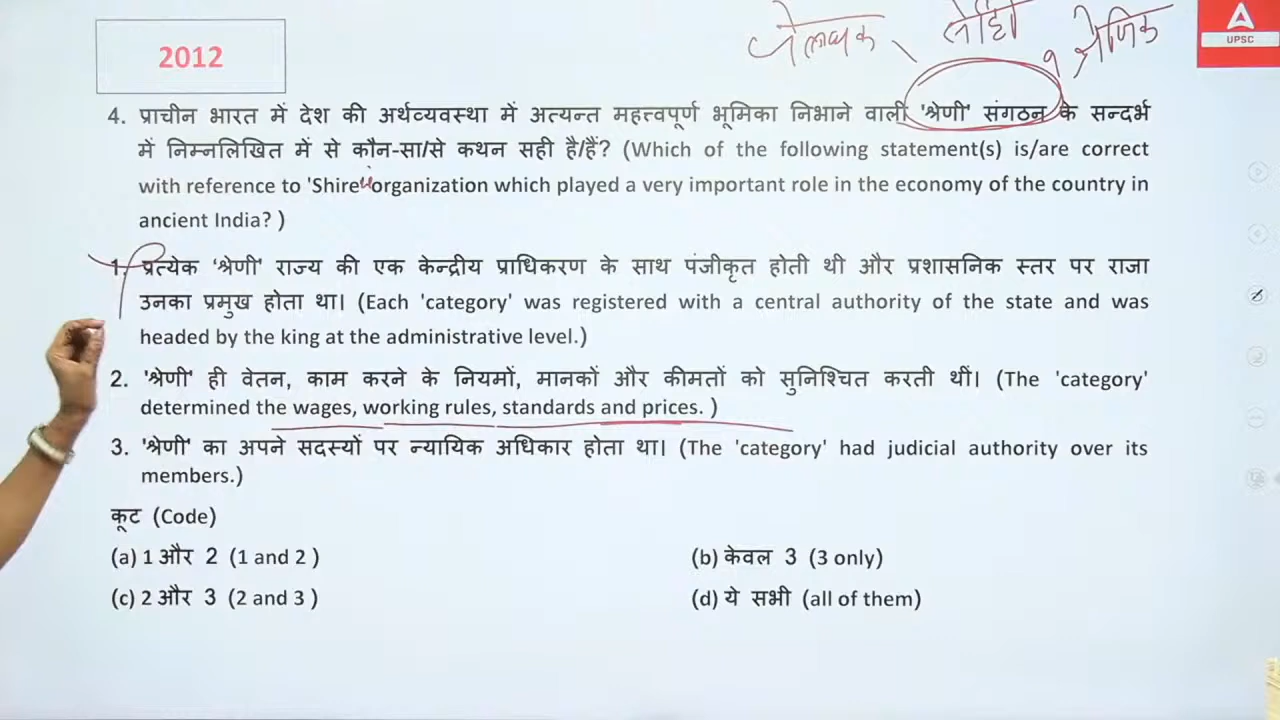 2012
UPSC
लोहा
श्रेणिक
4. प्राचीन भारत में देश की अर्थव्यवस्था में अत्यन्त महत्त्वपूर्ण भूमिका निभाने वाली 'श्रेणी' संगठन के सन्दर्भ
में निम्नलिखित में से कौन-सा/से कथन सही है/हैं? (Which of the following statement(s) is/are correct
with reference to 'Shire organization which played a very important role in the economy of the country in
ancient India? )
1. प्रत्येक 'श्रेणी' राज्य की एक केन्द्रीय प्राधिकरण के साथ पंजीकृत होती थी और प्रशासनिक स्तर पर राजा
उनका प्रमुख होता था। (Each 'category' was registered with a central authority of the state and was
headed by the king at the administrative level.)
2. 'श्रेणी' ही वेतन, काम करने के नियमों, मानकों और कीमतों को सुनिश्चित करती थीं। (The 'category'
determined the wages, working rules, standards and prices. )
3. 'श्रेणी' का अपने सदस्यों पर न्यायिक अधिकार होता था। (The 'category' had judicial authority over its
members.)
कूट (Code)
(a) 1 और 2 (1 and 2 )
(b) केवल 3 (3 only)
(c) 2 और 3 (2 and 3 )
(d) ये सभी (all of them)